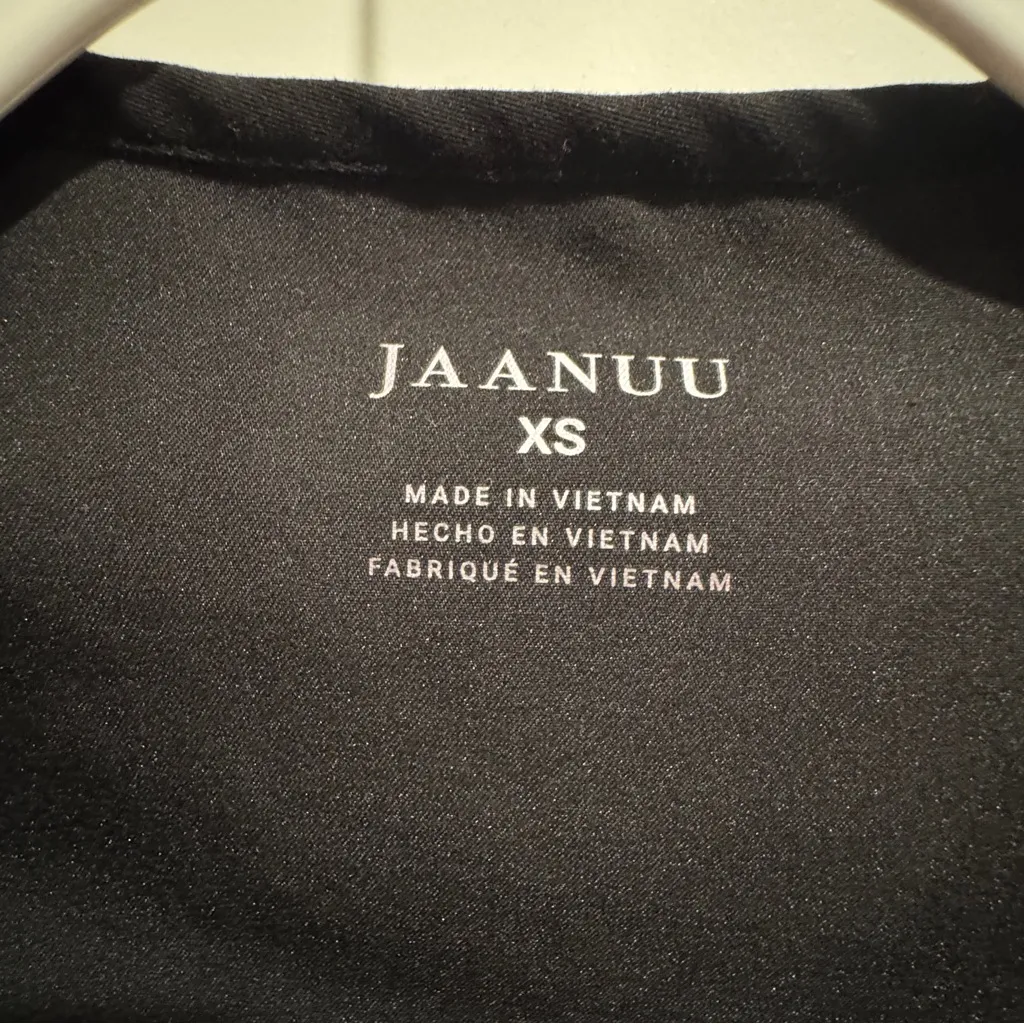 JAANUU
XS
MADE IN VIETNAM
HECHO EN VIETNAM
FABRIQUÉ EN VIETNAM